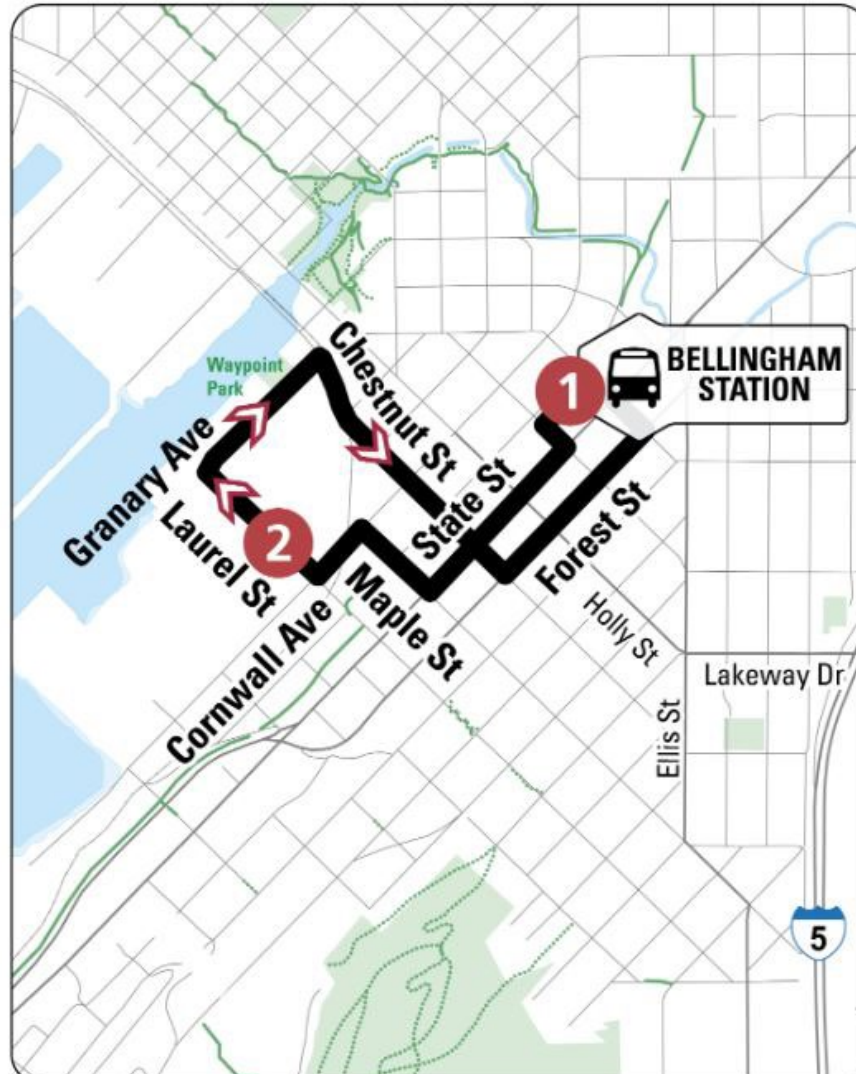 Chestnut St
Waypoint
Park
1
BELLINGHAM
STATION
Granary Ave
State St
Laurel St
2
Forest St
Maple St
Holly St
Cornwall Ave
Lakeway Dr
Ellis St
5